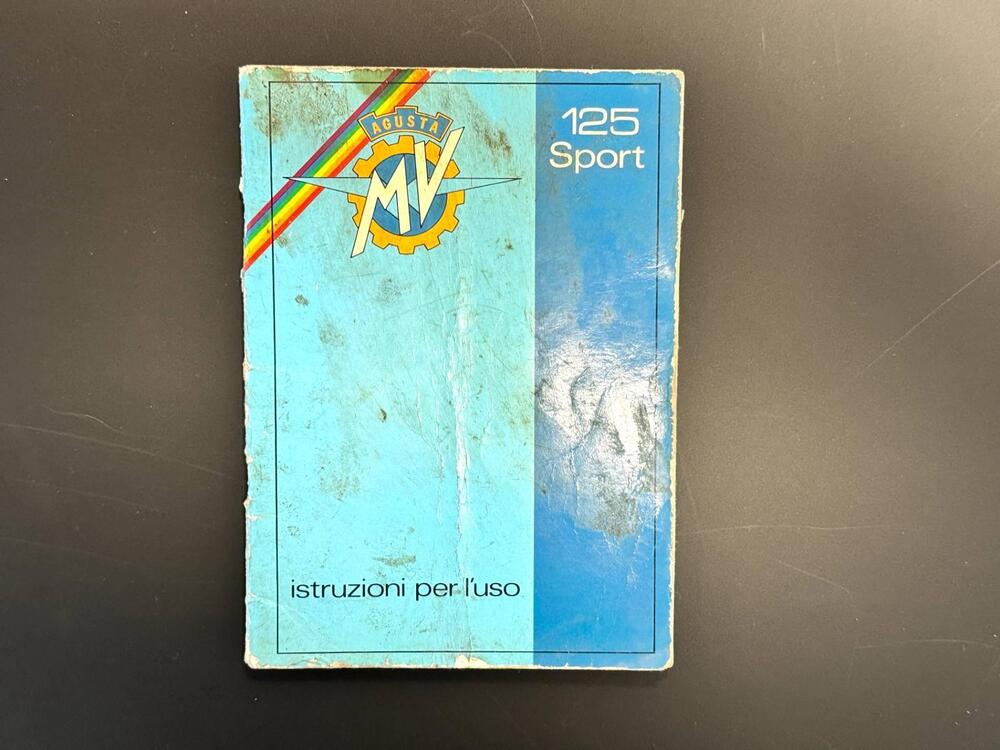 AGUSTA
MV
125
Sport
istruzioni per l'uso